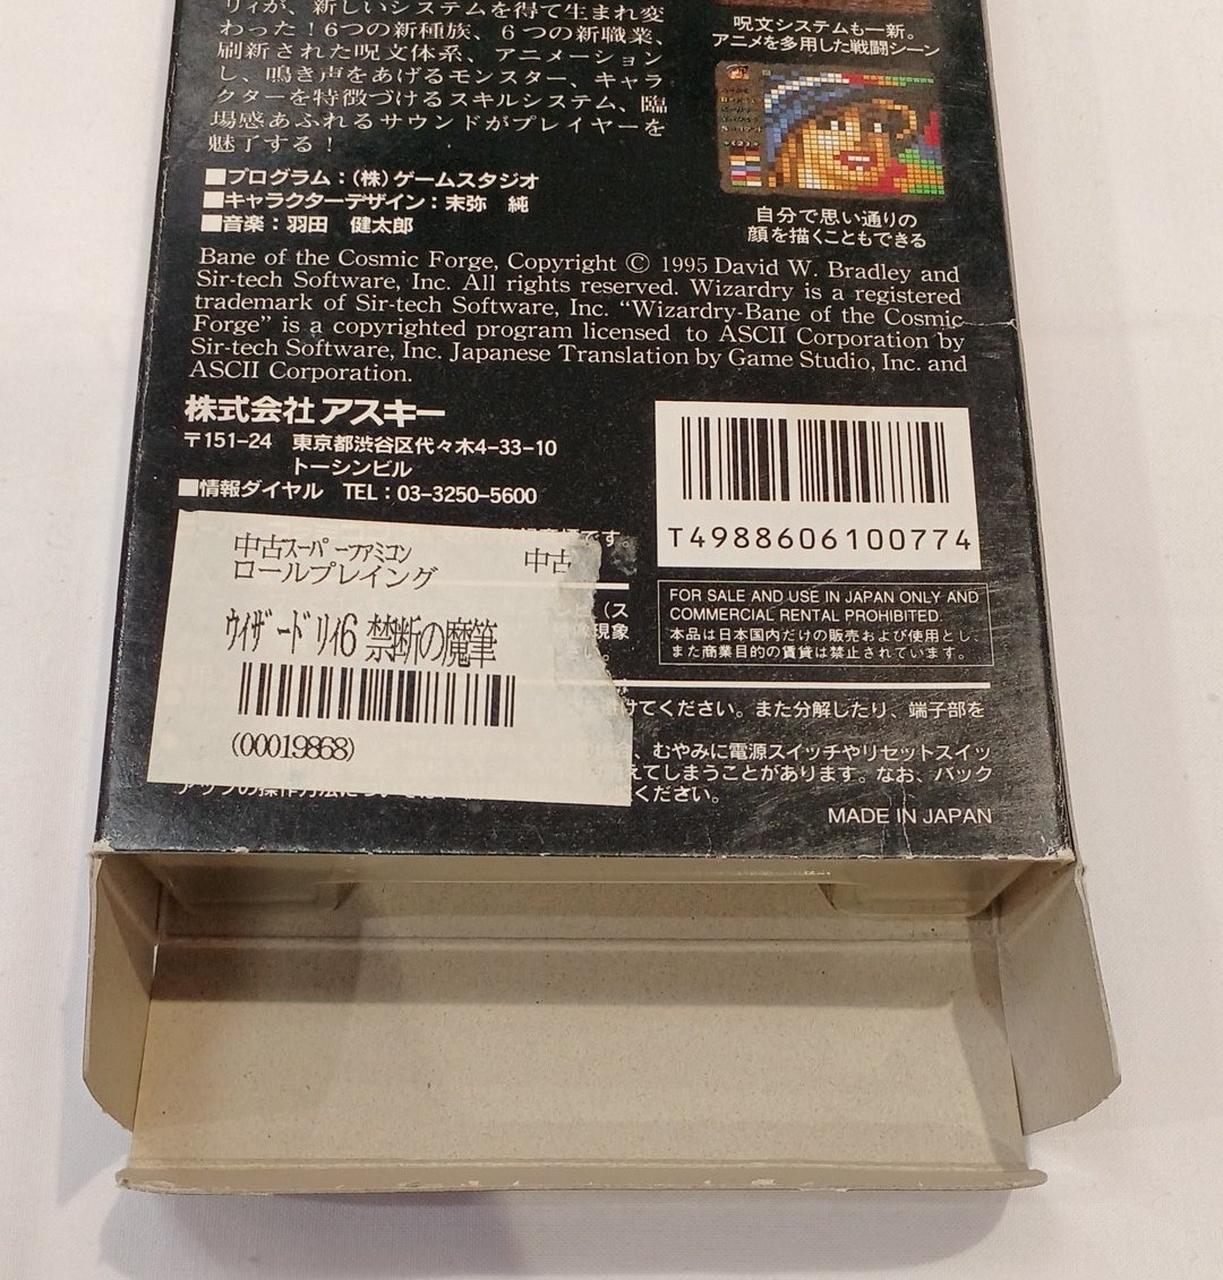 リィが、新しいシステムを得て生まれ変
わった！6つの新種族、6つの新職業、
刷新された呪文体系、アニメーション
し、鳴き声をあげるモンスター、キャラ
クターを特徴づけるスキルシステム、臨
場感あふれるサウンドがプレイヤーを
魅了する！
呪文システムも一新。
アニメを多用した戦闘シーン
自分で思い通りの
顔を描くこともできる
■プログラム：(株)ゲームスタジオ
■キャラクターデザイン：末弥 純
■音楽：羽田 健太郎
Bane of the Cosmic Forge, Copyright © 1995 David W. Bradley and
Sir-tech Software, Inc. All rights reserved. Wizardry is a registered
trademark of Sir-tech Software, Inc. “Wizardry-Bane of the Cosmic
Forge” is a copyrighted program licensed to ASCII Corporation by
Sir-tech Software, Inc. Japanese Translation by Game Studio, Inc. and
ASCII Corporation.
株式会社アスキー
〒151-24 東京都渋谷区代々木4-33-10
トーシンビル
■情報ダイヤル TEL：03-3250-5600
T4988606100774
です。
中古スーパーファミコン 中古
ロールプレイング
ウィザードリィ6 禁断の魔筆
(00019868)
(ス
現象
FOR SALE AND USE IN JAPAN ONLY AND
COMMERCIAL RENTAL PROHIBITED.
本品は日本国内だけの販売および使用とし、
また商業目的の賃貸は禁止されています。
けてください。また分解したり、端子部を
、むやみに電源スイッチやリセットスイッ
えてしまうことがあります。なお、バック
ください。
MADE IN JAPAN